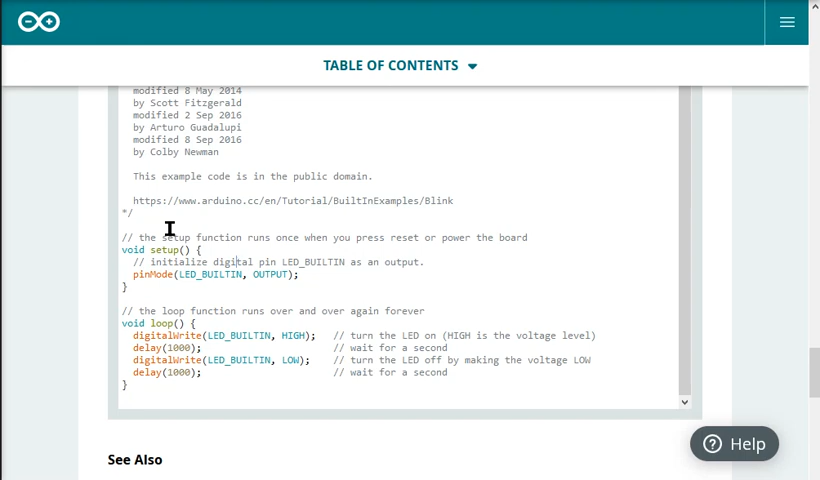 TABLE OF CONTENTS
modified 8 May 2014
by Scott Fitzgerald
modified 2 Sep 2016
by Arturo Guadalupi
modified 8 Sep 2016
by Colby Newman
This example code is in the public domain.
https://www.arduino.cc/en/Tutorial/BuiltInExamples/Blink
*/
// the setup function runs once when you press reset or power the board
void setup() {
// initialize digital pin LED_BUILTIN as an output.
pinMode(LED_BUILTIN, OUTPUT);
}
// the loop function runs over and over again forever
void loop() {
digitalWrite(LED_BUILTIN, HIGH);   // turn the LED on (HIGH is the voltage level)
delay(1000);                       // wait for a second
digitalWrite(LED_BUILTIN, LOW);    // turn the LED off by making the voltage LOW
delay(1000);                       // wait for a second
}
Help
See Also